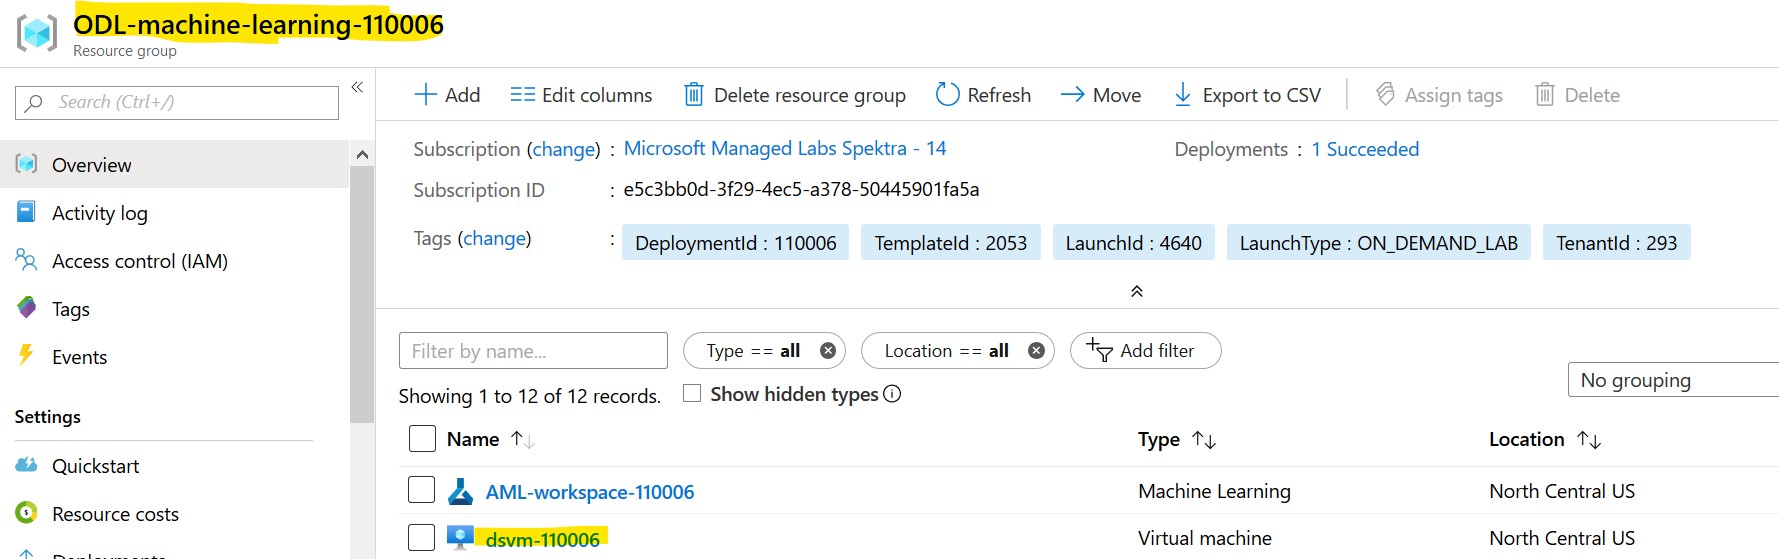 ODL-machine-learning-110006
Resource group
Search (Ctrl+/)
«
Overview
Activity log
Access control (IAM)
Tags
Events
Settings
Quickstart
Resource costs
Deployments
Add
Edit columns
Delete resource group
Refresh
Move
Export to CSV
Assign tags
Delete
Subscription (change) : Microsoft Managed Labs Spektra - 14
Deployments : 1 Succeeded
Subscription ID : e5c3bb0d-3f29-4ec5-a378-50445901fa5a
Tags (change) : DeploymentId : 110006 TemplateId : 2053 LaunchId : 4640 LaunchType : ON_DEMAND_LAB TenantId : 293
Filter by name...
Type == all
Location == all
Add filter
Showing 1 to 12 of 12 records.
Show hidden types
No grouping
Name ↑↓ Type ↑↓ Location ↑↓
AML-workspace-110006 Machine Learning North Central US
dsvm-110006 Virtual machine North Central US